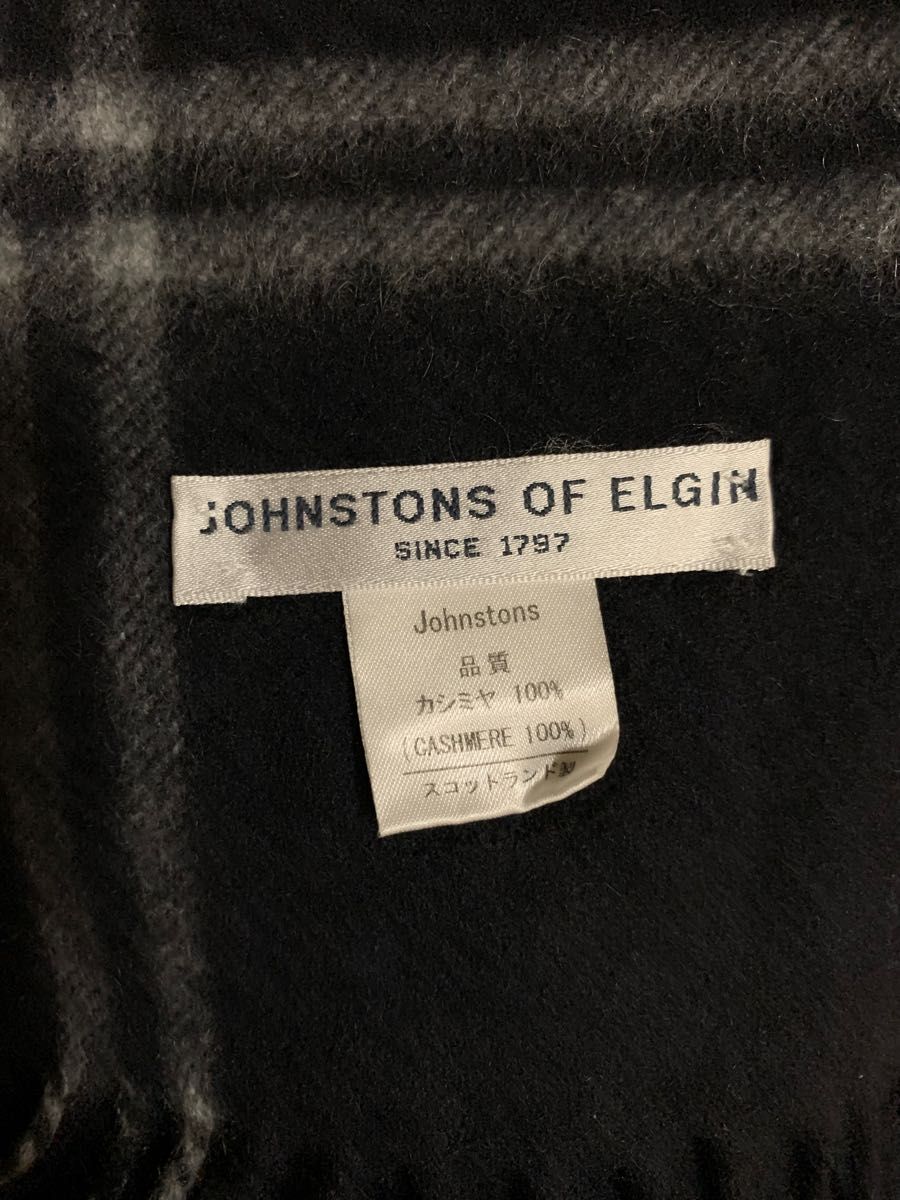 JOHNSTONS OF ELGIN
SINCE 1797
Johnstons
品質
カシミヤ 100%
(CASHMERE 100%)
スコットランド製